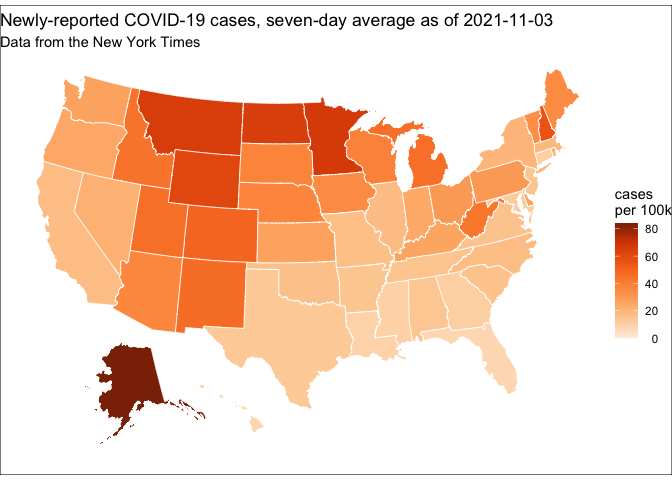 Newly-reported COVID-19 cases, seven-day average as of 2021-11-03
Data from the New York Times
cases
per 100k
80
60
40
20
0